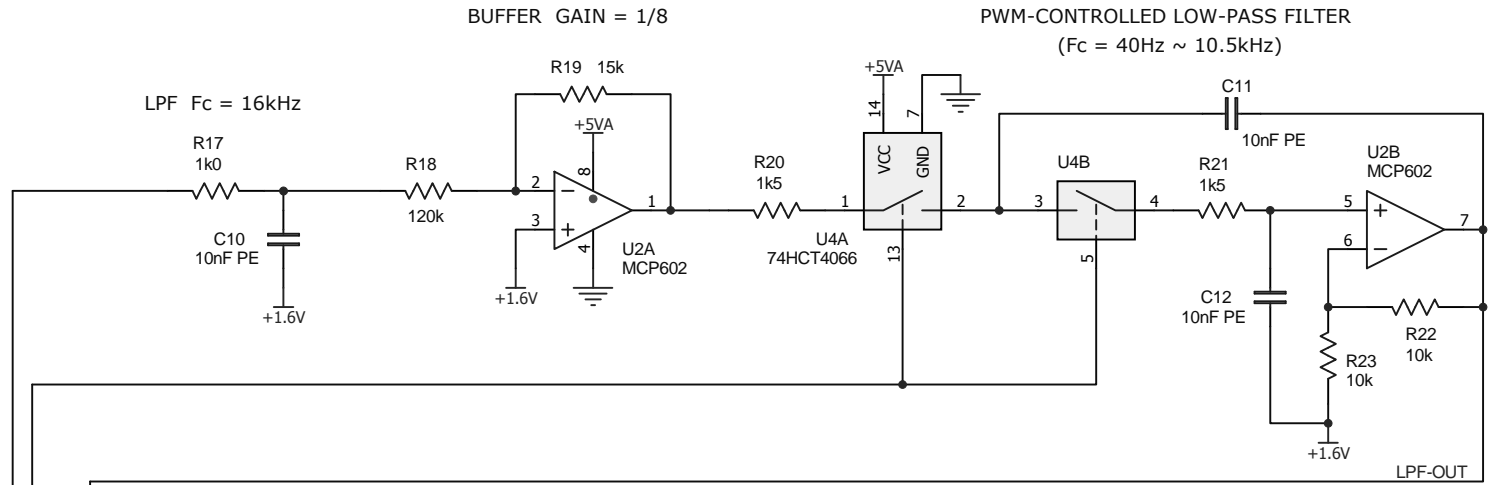 BUFFER GAIN = 1/8
PWM-CONTROLLED LOW-PASS FILTER
(Fc = 40Hz ~ 10.5kHz)
LPF Fc = 16kHz
R17
1k0
C10
10nF PE
+1.6V
R18
120k
R19 15k
+5VA
8
2
3
1
4
+1.6V
U2A
MCP602
R20
1k5
+5VA
14
7
VCC
GND
1
2
13
U4A
74HCT4066
U4B
3
4
5
R21
1k5
C11
10nF PE
U2B
MCP602
5
6
7
C12
10nF PE
R22
10k
R23
10k
+1.6V
LPF-OUT